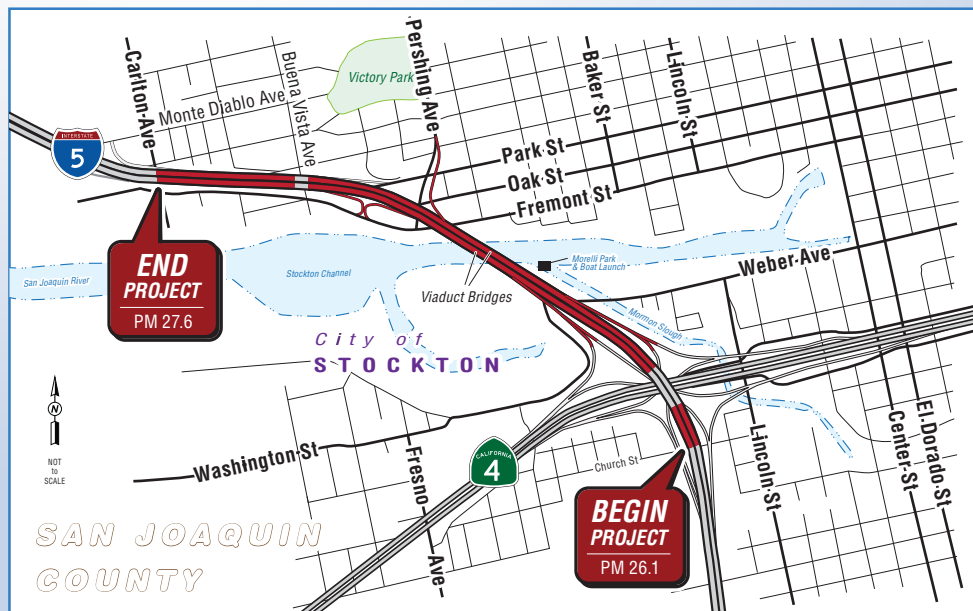 Carlton Ave
Monte Diablo Ave
Buena Vista Ave
Victory Park
Pershing Ave
Baker St
Lincoln St
INTERSTATE
5
Park St
Oak St
Fremont St
END
PROJECT
PM 27.6
San Joaquin River
Stockton Channel
Viaduct Bridges
Morelli Park
& Boat Launch
Weber Ave
Mormon Slough
City of
STOCKTON
N
NOT
to
SCALE
Washington St
Fresno Ave
CALIFORNIA
4
Church St
Lincoln St
Center St
El Dorado St
BEGIN
PROJECT
PM 26.1
SAN JOAQUIN
COUNTY